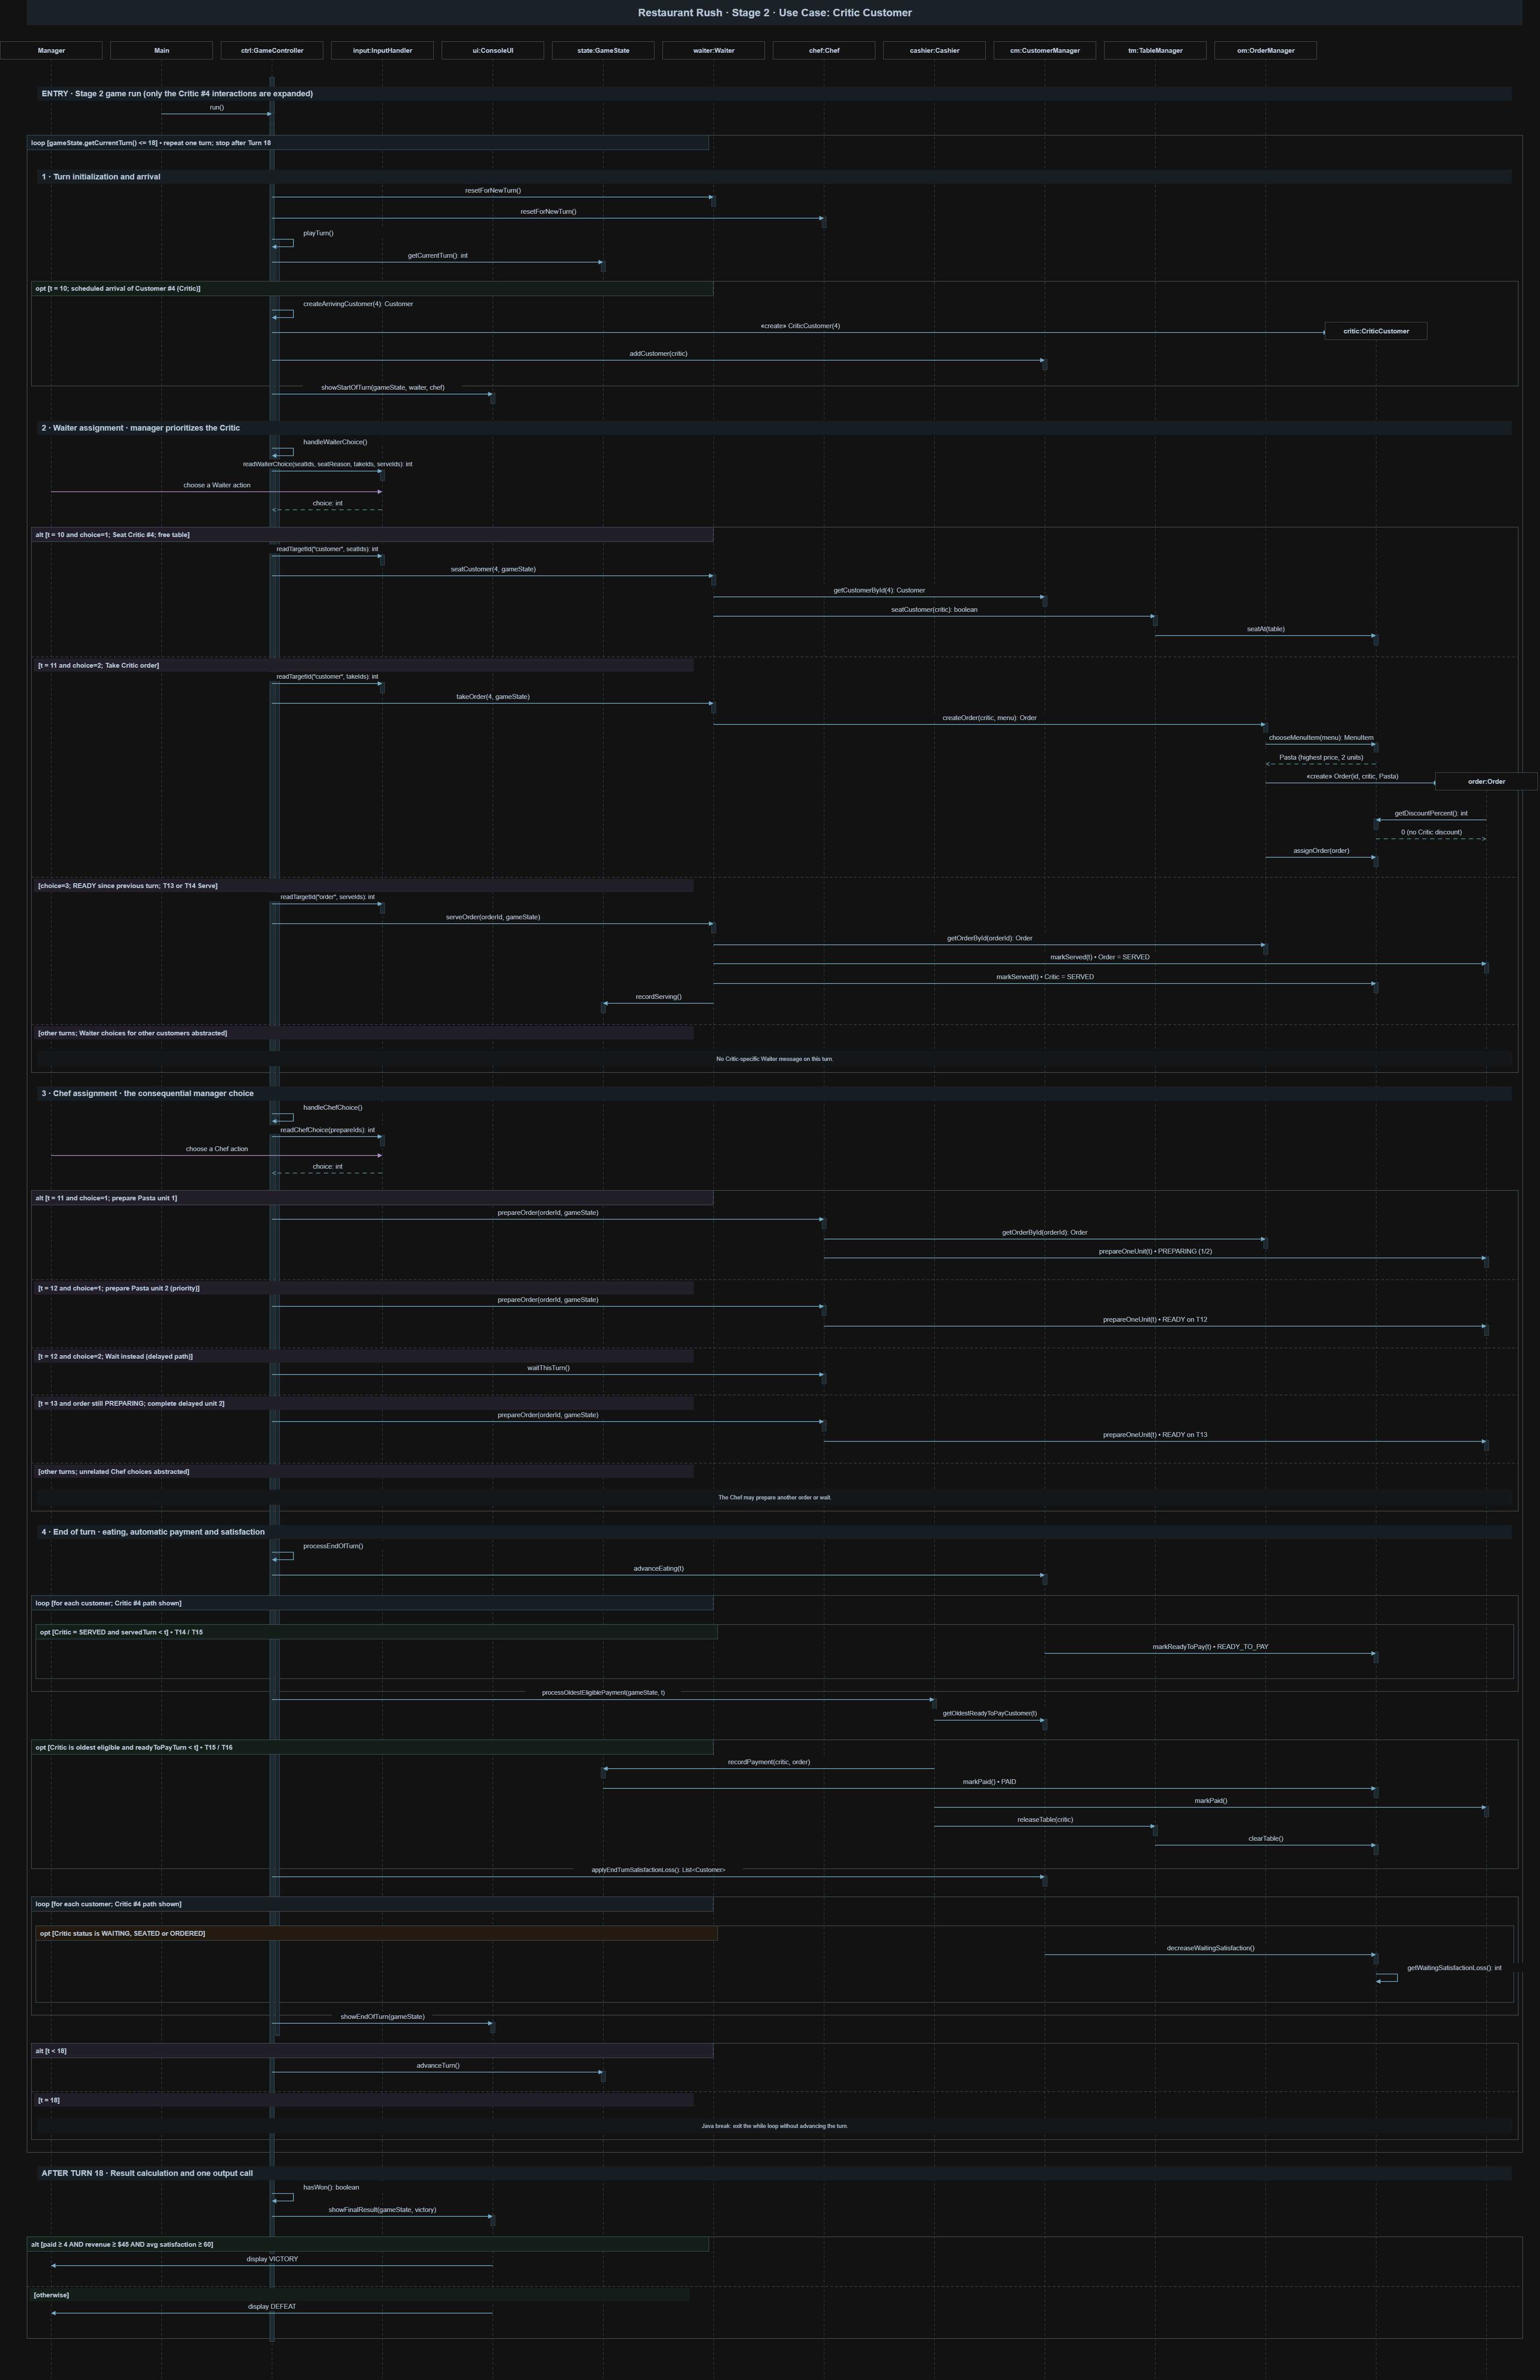 Restaurant Rush · Stage 2 · Use Case: Critic Customer
Manager
Main
ctrl:GameController
input:InputHandler
ui:ConsoleUI
state:GameState
waiter:Waiter
chef:Chef
cashier:Cashier
cm:CustomerManager
tm:TableManager
om:OrderManager
ENTRY · Stage 2 game run (only the Critic #4 interactions are expanded)
run()
loop [gameState.getCurrentTurn() <= 18] • repeat one turn; stop after Turn 18
1 · Turn initialization and arrival
resetForNewTurn()
resetForNewTurn()
playTurn()
getCurrentTurn(): int
opt [t = 10; scheduled arrival of Customer #4 (Critic)]
createArrivingCustomer(4): Customer
«create» CriticCustomer(4)
critic:CriticCustomer
addCustomer(critic)
showStartOfTurn(gameState, waiter, chef)
2 · Waiter assignment · manager prioritizes the Critic
handleWaiterChoice()
readWaiterChoice(seatIds, seatReason, takeIds, serveIds): int
choose a Waiter action
choice: int
alt [t = 10 and choice=1; Seat Critic #4; free table]
readTargetId("customer", seatIds): int
seatCustomer(4, gameState)
getCustomerById(4): Customer
seatCustomer(critic): boolean
seatAt(table)
[t = 11 and choice=2; Take Critic order]
readTargetId("customer", takeIds): int
takeOrder(4, gameState)
createOrder(critic, menu): Order
chooseMenuItem(menu): MenuItem
Pasta (highest price, 2 units)
«create» Order(id, critic, Pasta)
order:Order
getDiscountPercent(): int
0 (no Critic discount)
assignOrder(order)
[choice=3; READY since previous turn; T13 or T14 Serve]
readTargetId("order", serveIds): int
serveOrder(orderId, gameState)
getOrderById(orderId): Order
markServed(t) • Order = SERVED
markServed(t) • Critic = SERVED
recordServing()
[other turns; Waiter choices for other customers abstracted]
No Critic-specific Waiter message on this turn.
3 · Chef assignment · the consequential manager choice
handleChefChoice()
readChefChoice(prepareIds): int
choose a Chef action
choice: int
alt [t = 11 and choice=1; prepare Pasta unit 1]
prepareOrder(orderId, gameState)
getOrderById(orderId): Order
prepareOneUnit(t) • PREPARING (1/2)
[t = 12 and choice=1; prepare Pasta unit 2 (priority)]
prepareOrder(orderId, gameState)
prepareOneUnit(t) • READY on T12
[t = 12 and choice=2; Wait instead (delayed path)]
waitThisTurn()
[t = 13 and order still PREPARING; complete delayed unit 2]
prepareOrder(orderId, gameState)
prepareOneUnit(t) • READY on T13
[other turns; unrelated Chef choices abstracted]
The Chef may prepare another order or wait.
4 · End of turn · eating, automatic payment and satisfaction
processEndOfTurn()
advanceEating(t)
loop [for each customer; Critic #4 path shown]
opt [Critic = SERVED and servedTurn < t] • T14 / T15
markReadyToPay(t) • READY_TO_PAY
processOldestEligiblePayment(gameState, t)
getOldestReadyToPayCustomer(t)
opt [Critic is oldest eligible and readyToPayTurn < t] • T15 / T16
recordPayment(critic, order)
markPaid() • PAID
markPaid()
releaseTable(critic)
clearTable()
applyEndTurnSatisfactionLoss(): List<Customer>
loop [for each customer; Critic #4 path shown]
opt [Critic status is WAITING, SEATED or ORDERED]
decreaseWaitingSatisfaction()
getWaitingSatisfactionLoss(): int
showEndOfTurn(gameState)
alt [t < 18]
advanceTurn()
[t = 18]
Java break: exit the while loop without advancing the turn.
AFTER TURN 18 · Result calculation and one output call
hasWon(): boolean
showFinalResult(gameState, victory)
alt [paid ≥ 4 AND revenue ≥ $45 AND avg satisfaction ≥ 60]
display VICTORY
[otherwise]
display DEFEAT